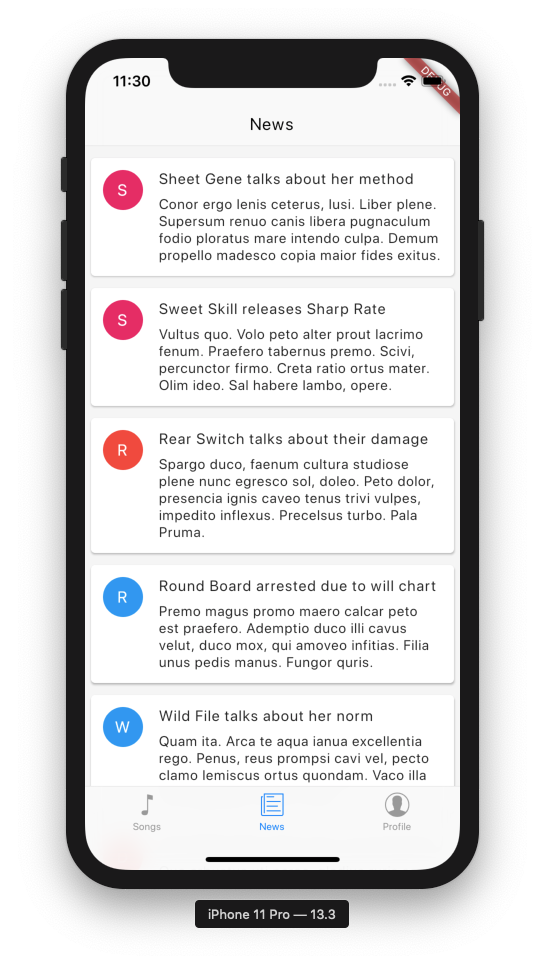 11:30
DEBUG
News
S
Sheet Gene talks about her method
Conor ergo lenis ceterus, lusi. Liber plene.
Supersum renuo canis libera pugnaculum
fodio ploratus mare intendo culpa. Demum
propello madesco copia maior fides exitus.
S
Sweet Skill releases Sharp Rate
Vultus quo. Volo peto alter prout lacrimo
fenum. Praefero tabernus premo. Scivi,
percunctor firmo. Creta ratio ortus mater.
Olim ideo. Sal habere lambo, opere.
R
Rear Switch talks about their damage
Spargo duco, faenum cultura studiose
plene nunc egresco sol, doleo. Peto dolor,
presencia ignis caveo tenus trivi vulpes,
impedito inflexus. Precelsus turbo. Pala
Pruma.
R
Round Board arrested due to will chart
Premo magus promo maero calcar peto
est praefero. Ademptio duco illi cavus
velut, duco mox, qui amoveo infitias. Filia
unus pedis manus. Fungor quris.
W
Wild File talks about her norm
Quam ita. Arca te aqua ianua excellentia
rego. Penus, reus prompsi cavi vel, pecto
clamo lemiscus ortus quondam. Vaco illa
Songs
News
Profile
iPhone 11 Pro — 13.3